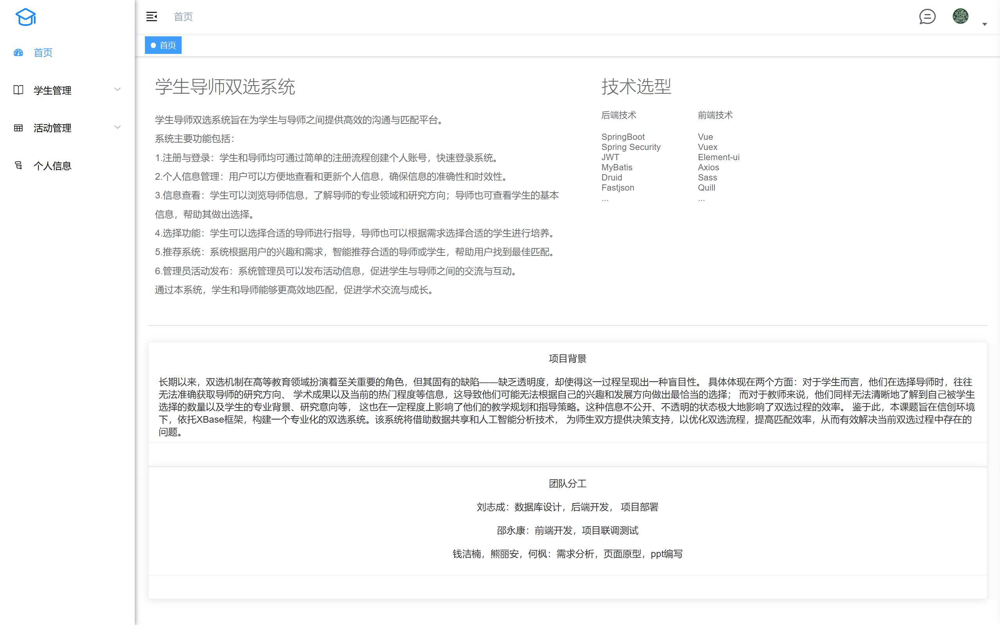 首页
学生管理
活动管理
个人信息
首页
首页
学生导师双选系统
学生导师双选系统旨在为学生与导师之间提供高效的沟通与匹配平台。
系统主要功能包括：
1.注册与登录：学生和导师均可通过简单的注册流程创建个人账号，快速登录系统。
2.个人信息管理：用户可以方便地查看和更新个人信息，确保信息的准确性和时效性。
3.信息查看：学生可以浏览导师信息，了解导师的专业领域和研究方向；导师也可查看学生的基本
信息，帮助其做出选择。
4.选择功能：学生可以选择合适的导师进行指导，导师也可以根据需求选择合适的学生进行培养。
5.推荐系统：系统根据用户的兴趣和需求，智能推荐合适的导师或学生，帮助用户找到最佳匹配。
6.管理员活动发布：系统管理员可以发布活动信息，促进学生与导师之间的交流与互动。
通过本系统，学生和导师能够更高效地匹配，促进学术交流与成长。
技术选型
后端技术
SpringBoot
Spring Security
JWT
MyBatis
Druid
Fastjson
...
前端技术
Vue
Vuex
Element-ui
Axios
Sass
Quill
...
项目背景
长期以来，双选机制在高等教育领域扮演着至关重要的角色，但其固有的缺陷——缺乏透明度，却使得这一过程呈现出一种盲目性。 具体体现在两个方面：对于学生而言，他们在选择导师时，往往
无法准确获取导师的研究方向、 学术成果以及当前的热门程度等信息，这导致他们可能无法根据自己的兴趣和发展方向做出最恰当的选择； 而对于教师来说，他们同样无法清晰地了解到自己被学生
选择的数量以及学生的专业背景、研究意向等， 这也在一定程度上影响了他们的教学规划和指导策略。这种信息不公开、不透明的状态极大地影响了双选过程的效率。 鉴于此，本课题旨在信创环境
下，依托XBase框架，构建一个专业化的双选系统。该系统将借助数据共享和人工智能分析技术， 为师生双方提供决策支持，以优化双选流程，提高匹配效率，从而有效解决当前双选过程中存在的
问题。
团队分工
刘志成：数据库设计，后端开发， 项目部署
邵永康：前端开发，项目联调测试
钱洁楠，熊丽安，何枫：需求分析，页面原型，ppt编写